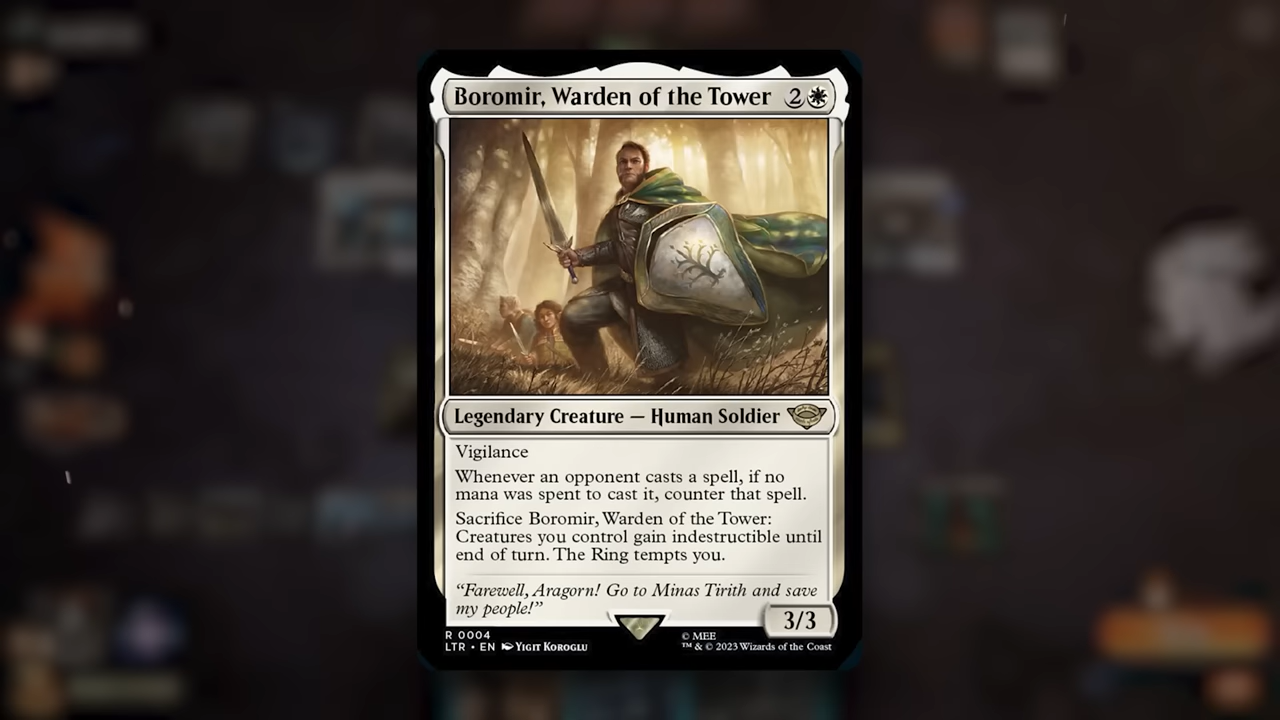 Boromir, Warden of the Tower 2
Legendary Creature — Human Soldier
Vigilance
Whenever an opponent casts a spell, if no
mana was spent to cast it, counter that spell.
Sacrifice Boromir, Warden of the Tower:
Creatures you control gain indestructible until
end of turn. The Ring tempts you.
“Farewell, Aragorn! Go to Minas Tirith and save
my people!”
3/3
R 0004
LTR • EN Yigit Koroglu
© MEE
™ & © 2023 Wizards of the Coast